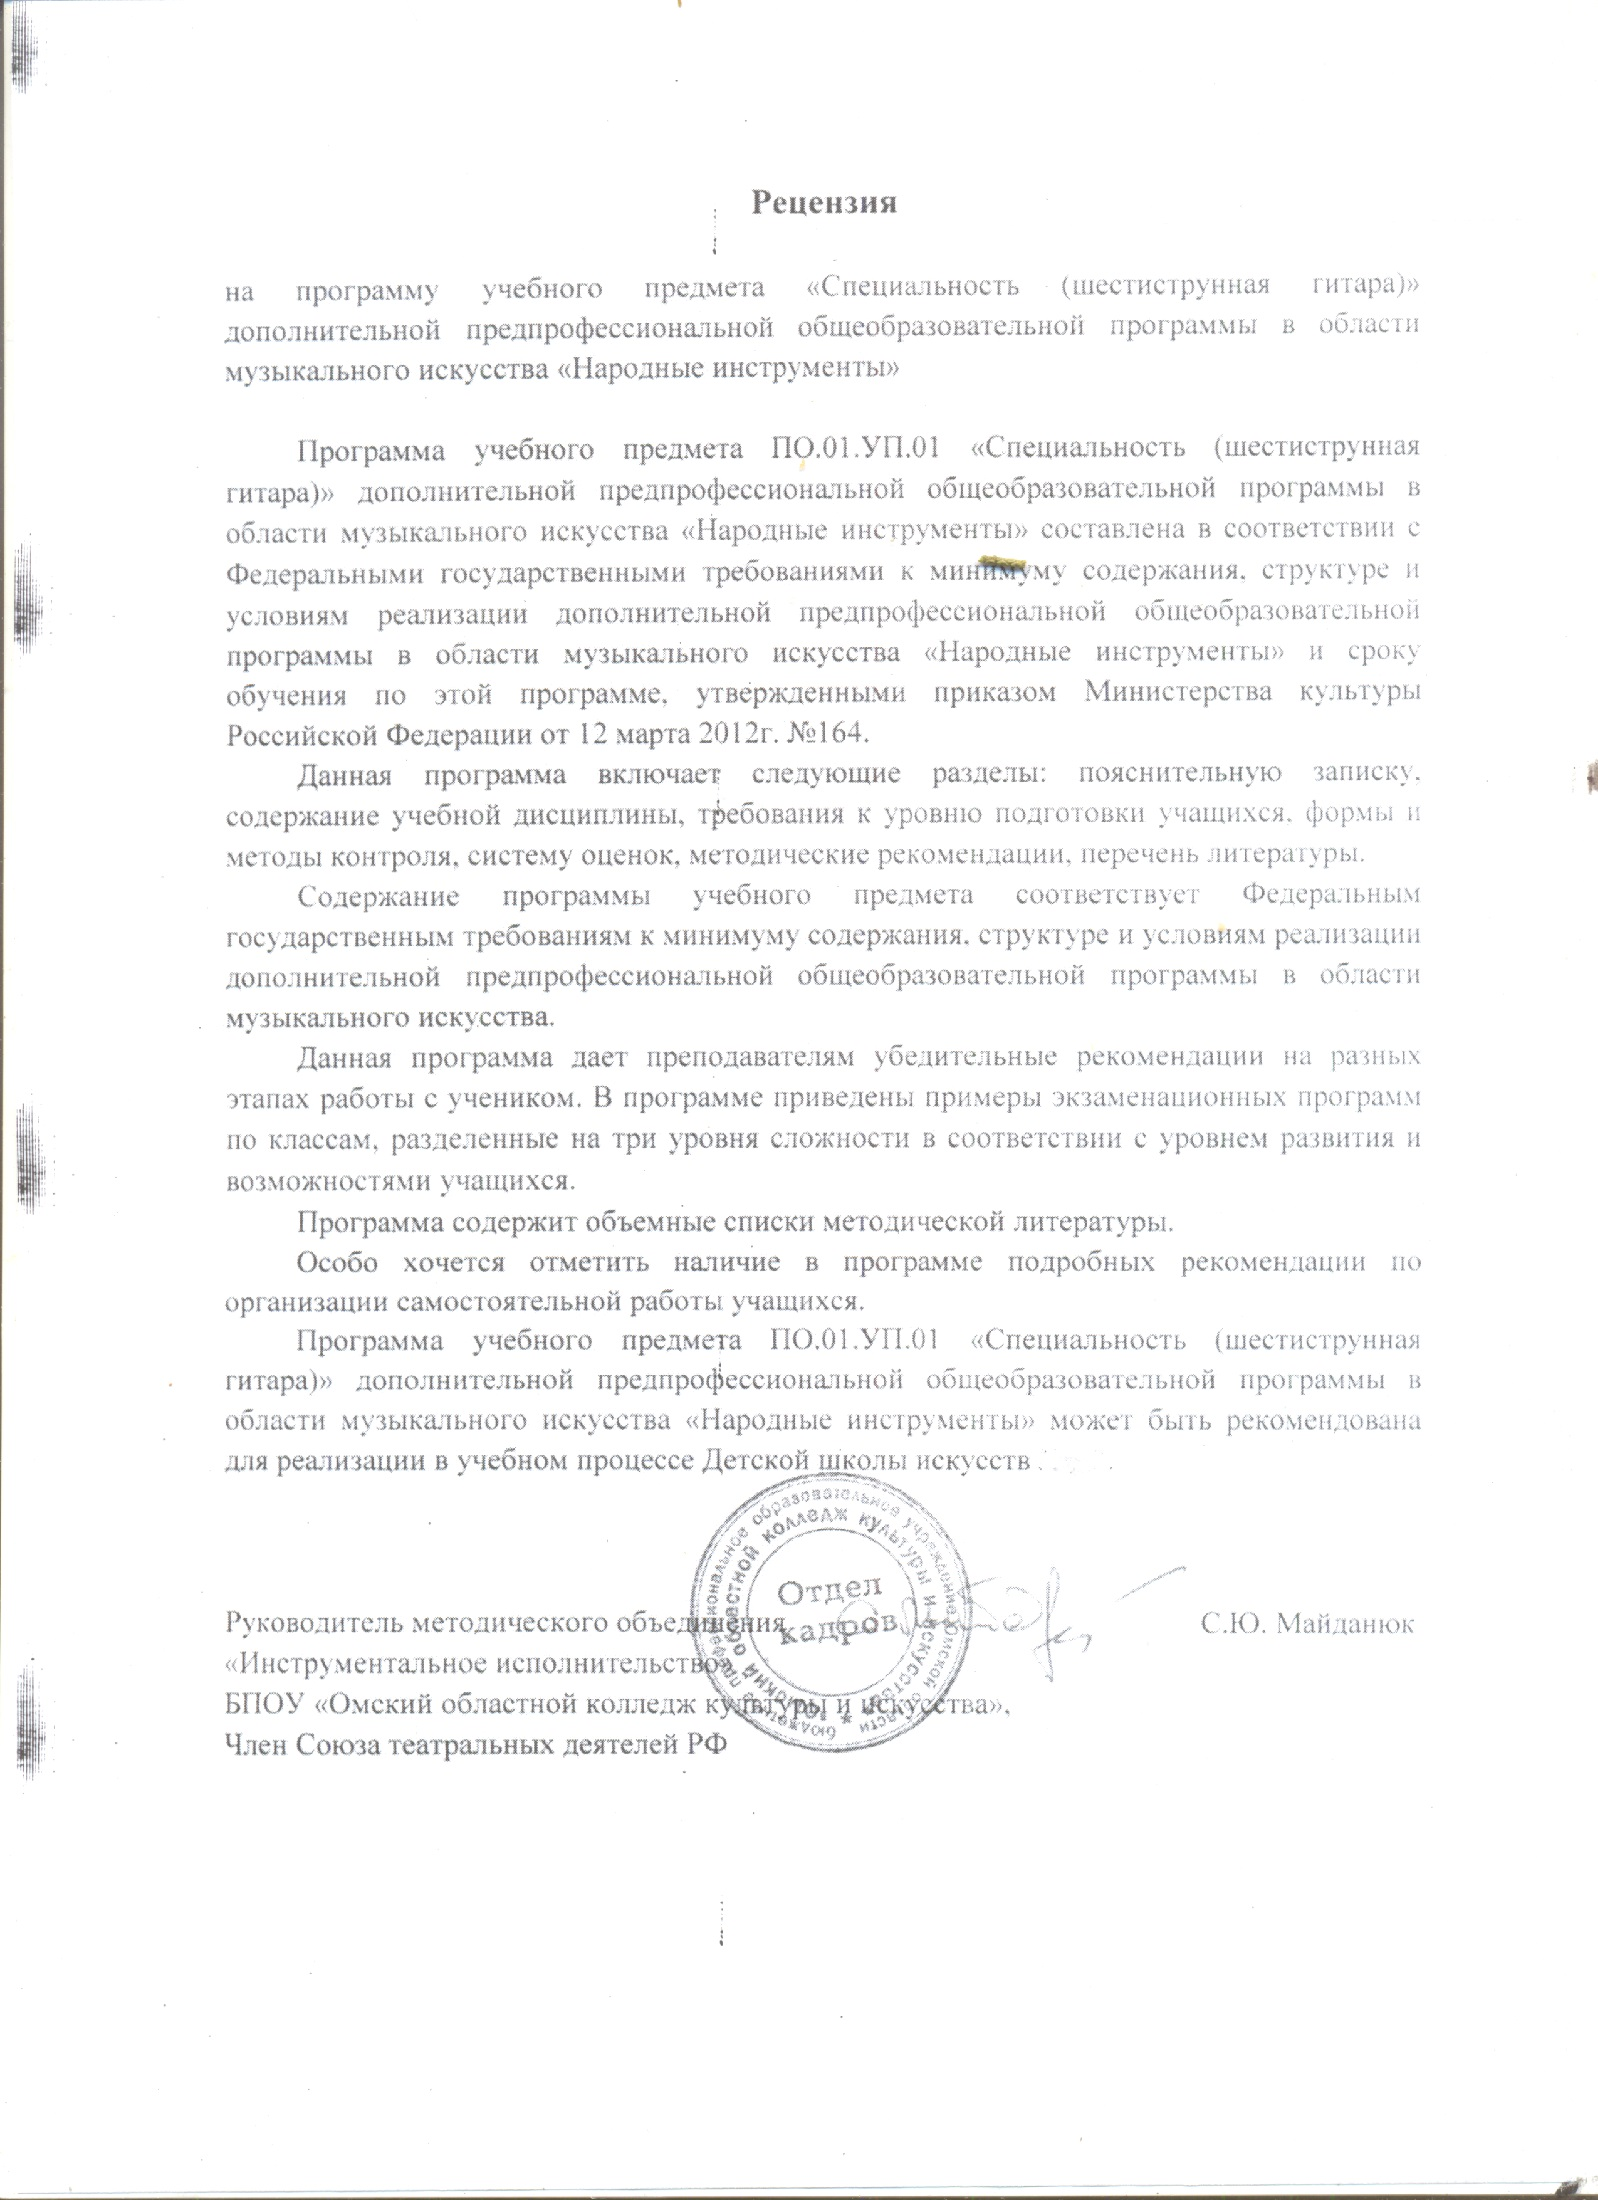 Рецензия
на программу учебного предмета «Специальность (шестиструнная гитара)»
дополнительной предпрофессиональной общеобразовательной программы в области
музыкального искусства «Народные инструменты»
Программа учебного предмета ПО.01.УП.01 «Специальность (шестиструнная
гитара)» дополнительной предпрофессиональной общеобразовательной программы в
области музыкального искусства «Народные инструменты» составлена в соответствии с
Федеральными государственными требованиями к минимуму содержания, структуре и
условиям реализации дополнительной предпрофессиональной общеобразовательной
программы в области музыкального искусства «Народные инструменты» и сроку
обучения по этой программе, утвержденными приказом Министерства культуры
Российской Федерации от 12 марта 2012г. №164.
Данная программа включает следующие разделы: пояснительную записку,
содержание учебной дисциплины, требования к уровню подготовки учащихся, формы и
методы контроля, систему оценок, методические рекомендации, перечень литературы.
Содержание программы учебного предмета соответствует Федеральным
государственным требованиям к минимуму содержания, структуре и условиям реализации
дополнительной предпрофессиональной общеобразовательной программы в области
музыкального искусства.
Данная программа дает преподавателям убедительные рекомендации на разных
этапах работы с учеником. В программе приведены примеры экзаменационных программ
по классам, разделенные на три уровня сложности в соответствии с уровнем развития и
возможностями учащихся.
Программа содержит объемные списки методической литературы.
Особо хочется отметить наличие в программе подробных рекомендации по
организации самостоятельной работы учащихся.
Программа учебного предмета ПО.01.УП.01 «Специальность (шестиструнная
гитара)» дополнительной предпрофессиональной общеобразовательной программы в
области музыкального искусства «Народные инструменты» может быть рекомендована
для реализации в учебном процессе Детской школы искусств
Руководитель методического объединения С.Ю. Майданюк
«Инструментальное исполнительство»
БПОУ «Омский областной колледж культуры и искусства»,
Член Союза театральных деятелей РФ
Отдел
кадров
областной колледж культуры и искусства
образовательное учреждение Омской области